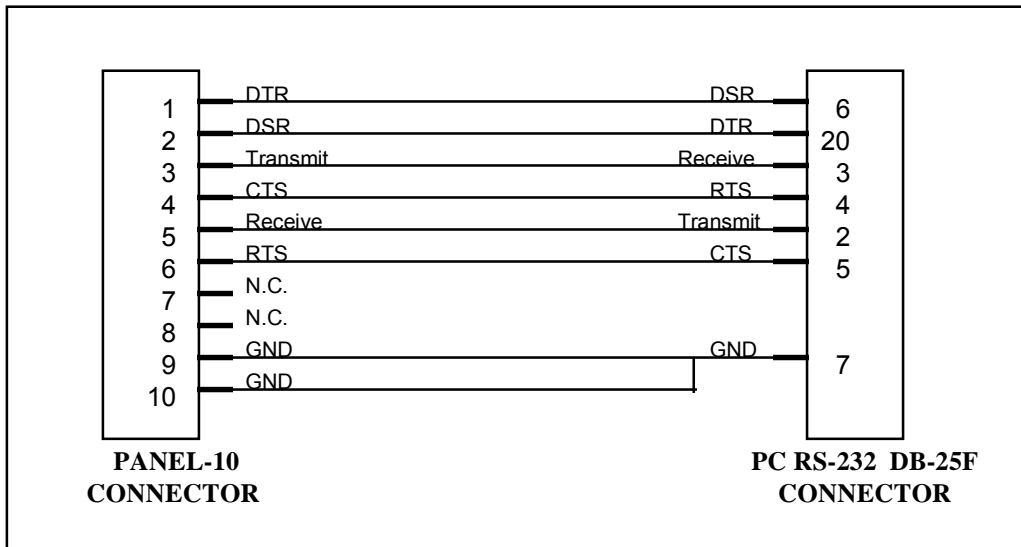 1 DTR DSR 6
2 DSR DTR 20
3 Transmit Receive 3
4 CTS RTS 4
5 Receive Transmit 2
6 RTS CTS 5
7 N.C.
8 N.C.
9 GND GND 7
10 GND
PANEL-10 PC RS-232 DB-25F
CONNECTOR CONNECTOR